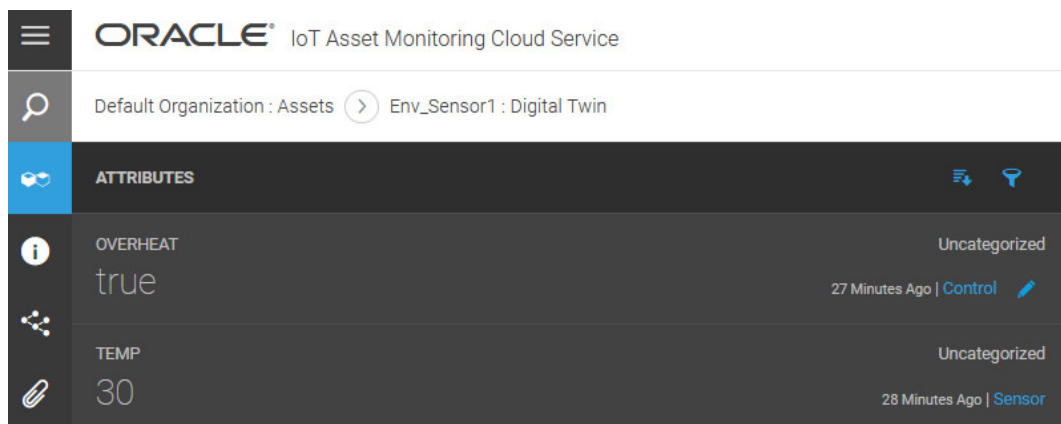 ORACLE® IoT Asset Monitoring Cloud Service
Default Organization : Assets > Env_Sensor1 : Digital Twin
ATTRIBUTES
OVERHEAT Uncategorized
true 27 Minutes Ago | Control
TEMP Uncategorized
30 28 Minutes Ago | Sensor